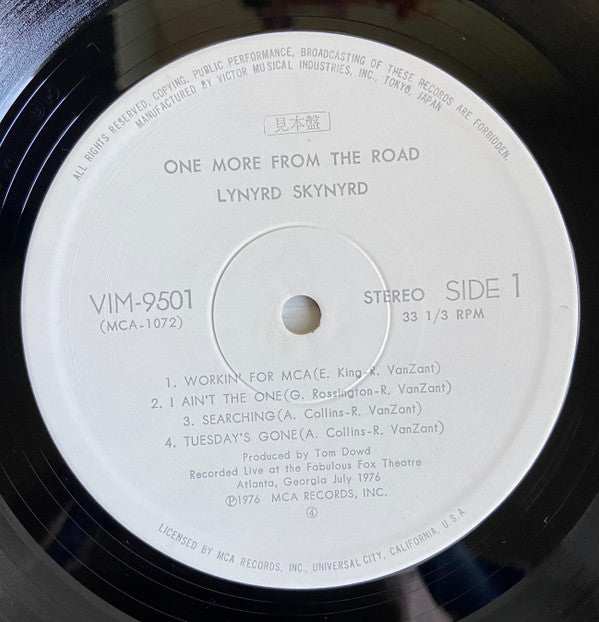 ALL RIGHTS RESERVED, COPYING, PUBLIC PERFORMANCE, BROADCASTING OF THESE RECORDS ARE FORBIDDEN.
MANUFACTURED BY VICTOR MUSICAL INDUSTRIES, INC., TOKYO, JAPAN
見本盤
ONE MORE FROM THE ROAD
LYNYRD SKYNYRD
VIM-9501
(MCA-1072)
STEREO SIDE 1
33 1/3 RPM
1. WORKIN' FOR MCA(E. King-R. VanZant)
2. I AIN'T THE ONE(G. Rossington-R. VanZant)
3. SEARCHING(A. Collins-R. VanZant)
4. TUESDAY'S GONE(A. Collins-R. VanZant)
Produced by Tom Dowd
Recorded Live at the Fabulous Fox Theatre
Atlanta, Georgia July 1976
℗1976 MCA RECORDS, INC.
④
LICENSED BY MCA RECORDS, INC., UNIVERSAL CITY, CALIFORNIA, U.S.A.